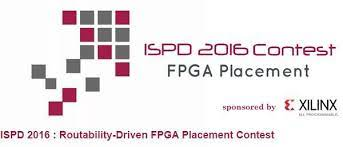 ISPD 2016 Contest
FPGA Placement
sponsored by XILINX
ALL PROGRAMMABLE.
ISPD 2016 : Routability-Driven FPGA Placement Contest